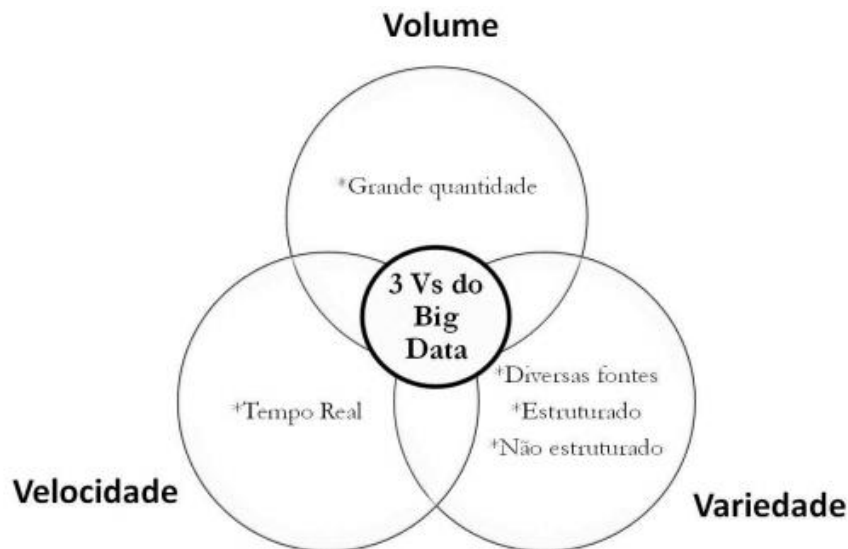 Volume
*Grande quantidade
3 Vs do
Big
Data
*Diversas fontes
*Estruturado
*Não estruturado
*Tempo Real
Velocidade
Variedade